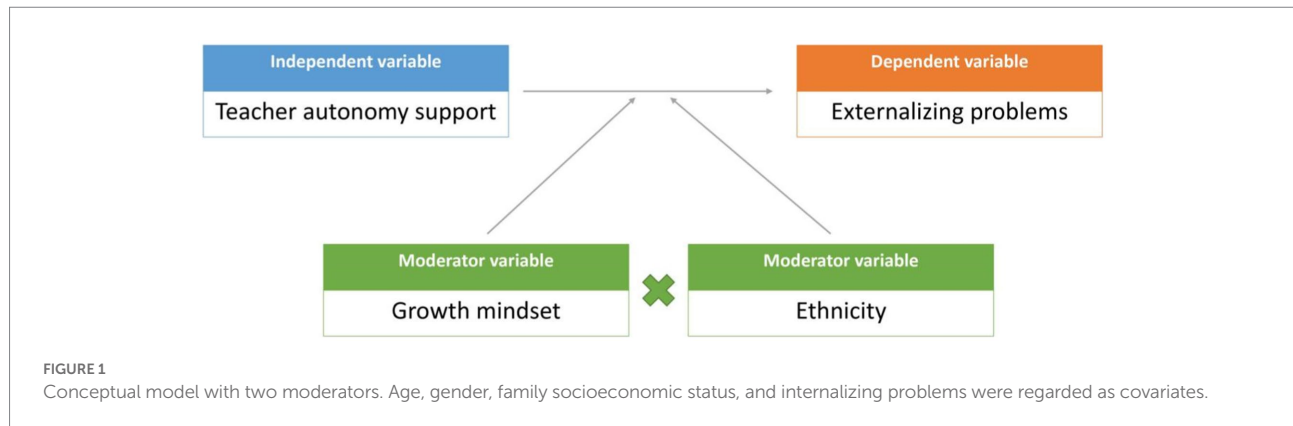 Independent variable
Dependent variable
Teacher autonomy support
Externalizing problems
Moderator variable
Moderator variable
Growth mindset
Ethnicity
FIGURE 1
Conceptual model with two moderators. Age, gender, family socioeconomic status, and internalizing problems were regarded as covariates.